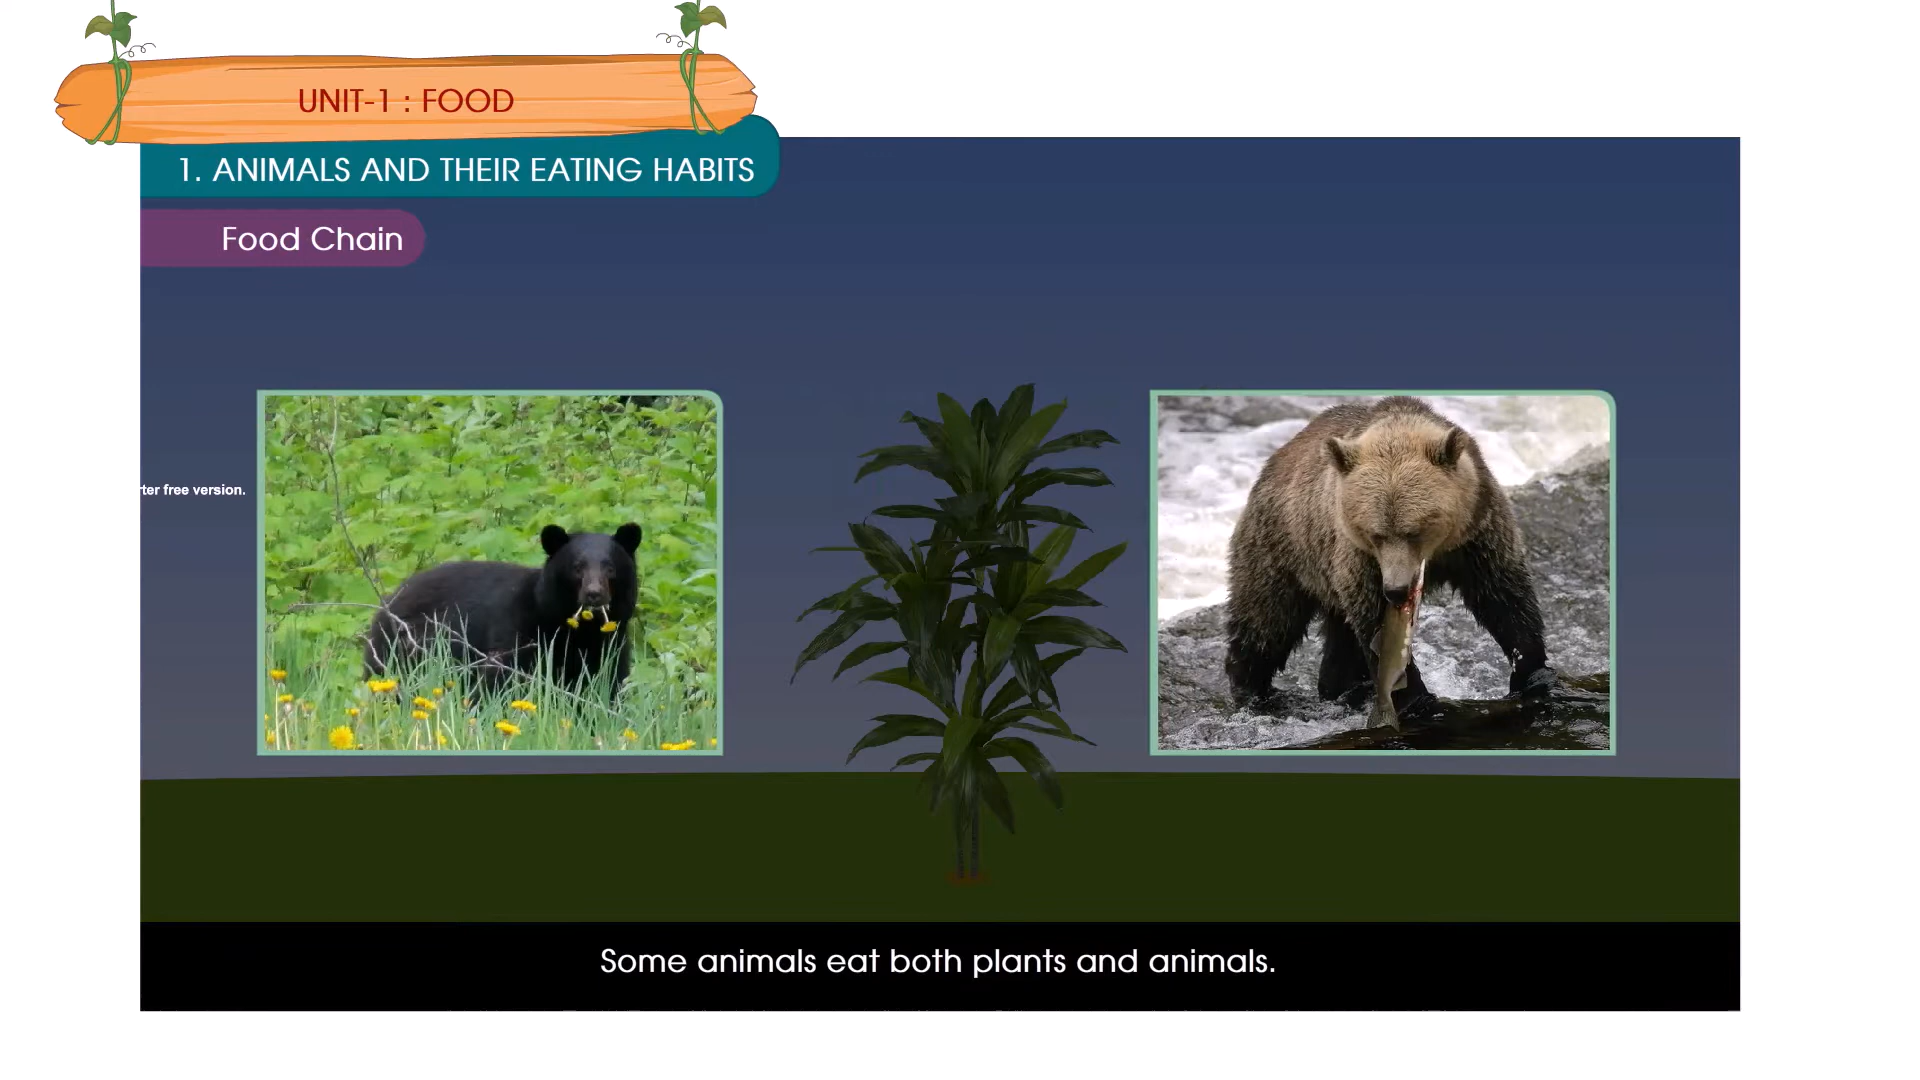 UNIT-1 : FOOD
1. ANIMALS AND THEIR EATING HABITS
Food Chain
free version.
Some animals eat both plants and animals.